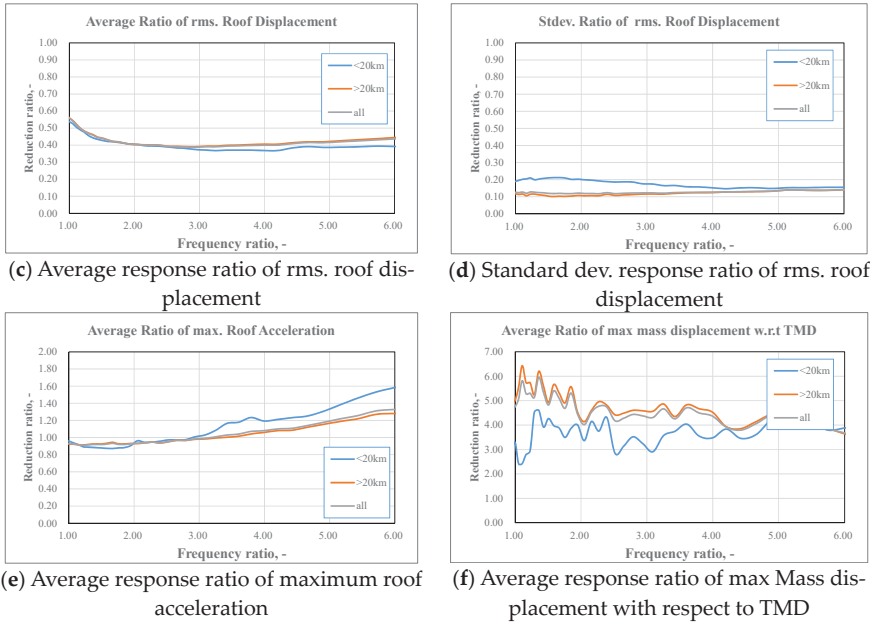 Average Ratio of rms. Roof Displacement
1.00
0.90
0.80
0.70
0.60
0.50
0.40
0.30
0.20
0.10
0.00
Reduction ratio, -
<20km
>20km
all
1.00 2.00 3.00 4.00 5.00 6.00
Frequency ratio, -
(c) Average response ratio of rms. roof dis-
placement
Stdev. Ratio of rms. Roof Displacement
1.00
0.90
0.80
0.70
0.60
0.50
0.40
0.30
0.20
0.10
0.00
Reduction ratio, -
<20km
>20km
all
1.00 2.00 3.00 4.00 5.00 6.00
Frequency ratio, -
(d) Standard dev. response ratio of rms. roof
displacement
Average Ratio of max. Roof Acceleration
2.00
1.80
1.60
1.40
1.20
1.00
0.80
0.60
0.40
0.20
0.00
Reduction ratio, -
<20km
>20km
all
1.00 2.00 3.00 4.00 5.00 6.00
Frequency ratio, -
(e) Average response ratio of maximum roof
acceleration
Average Ratio of max mass displacement w.r.t TMD
7.00
6.00
5.00
4.00
3.00
2.00
1.00
0.00
Reduction ratio, -
<20km
>20km
all
1.00 2.00 3.00 4.00 5.00 6.00
Frequency ratio, -
(f) Average response ratio of max Mass dis-
placement with respect to TMD